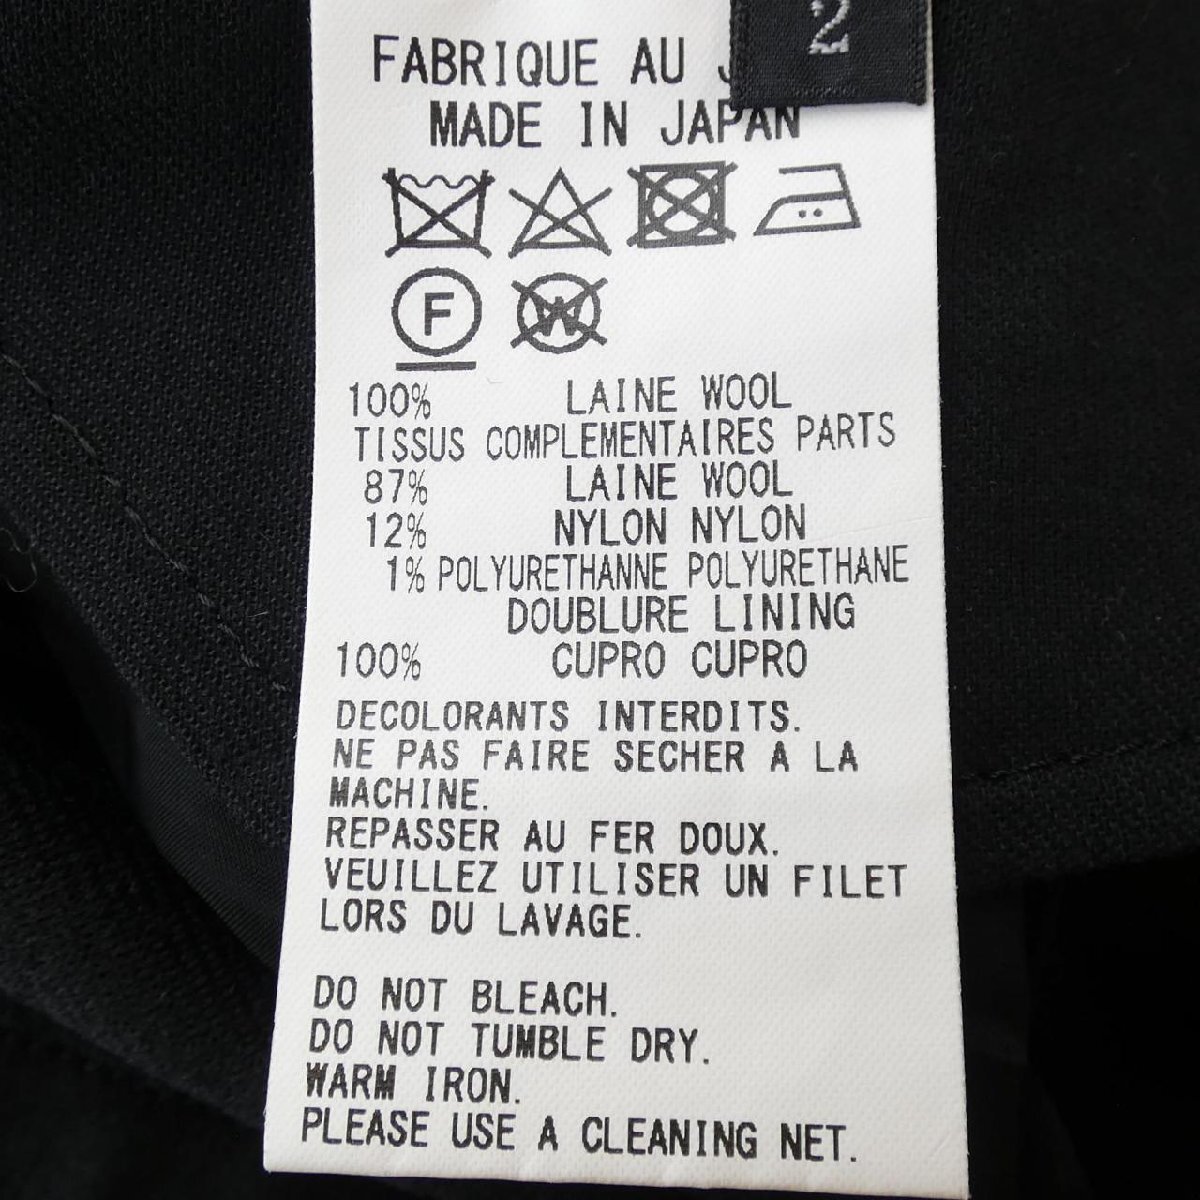 2
FABRIQUE AU
MADE IN JAPAN
F
W
100% LAINE WOOL
TISSUS COMPLEMENTAIRES PARTS
87% LAINE WOOL
12% NYLON NYLON
1% POLYURETHANNE POLYURETHANE
DOUBLURE LINING
100% CUPRO CUPRO
DECOLORANTS INTERDITS.
NE PAS FAIRE SECHER A LA
MACHINE.
REPASSER AU FER DOUX.
VEUILLEZ UTILISER UN FILET
LORS DU LAVAGE.
DO NOT BLEACH.
DO NOT TUMBLE DRY.
WARM IRON.
PLEASE USE A CLEANING NET.